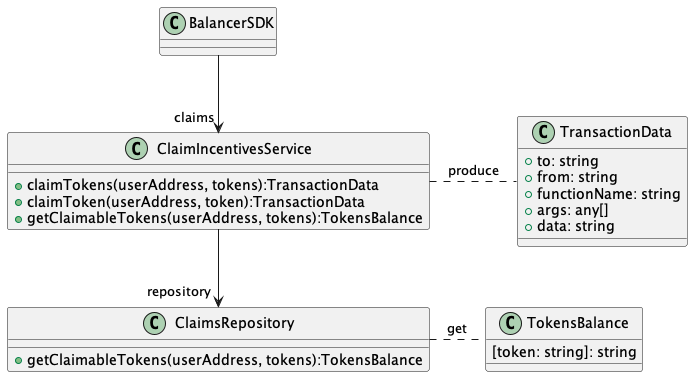 C BalancerSDK
claims
C ClaimIncentivesService
claimTokens(userAddress, tokens):TransactionData
claimToken(userAddress, token):TransactionData
getClaimableTokens(userAddress, tokens):TokensBalance
produce
C TransactionData
to: string
from: string
functionName: string
args: any[]
data: string
repository
C ClaimsRepository
getClaimableTokens(userAddress, tokens):TokensBalance
get
C TokensBalance
[token: string]: string